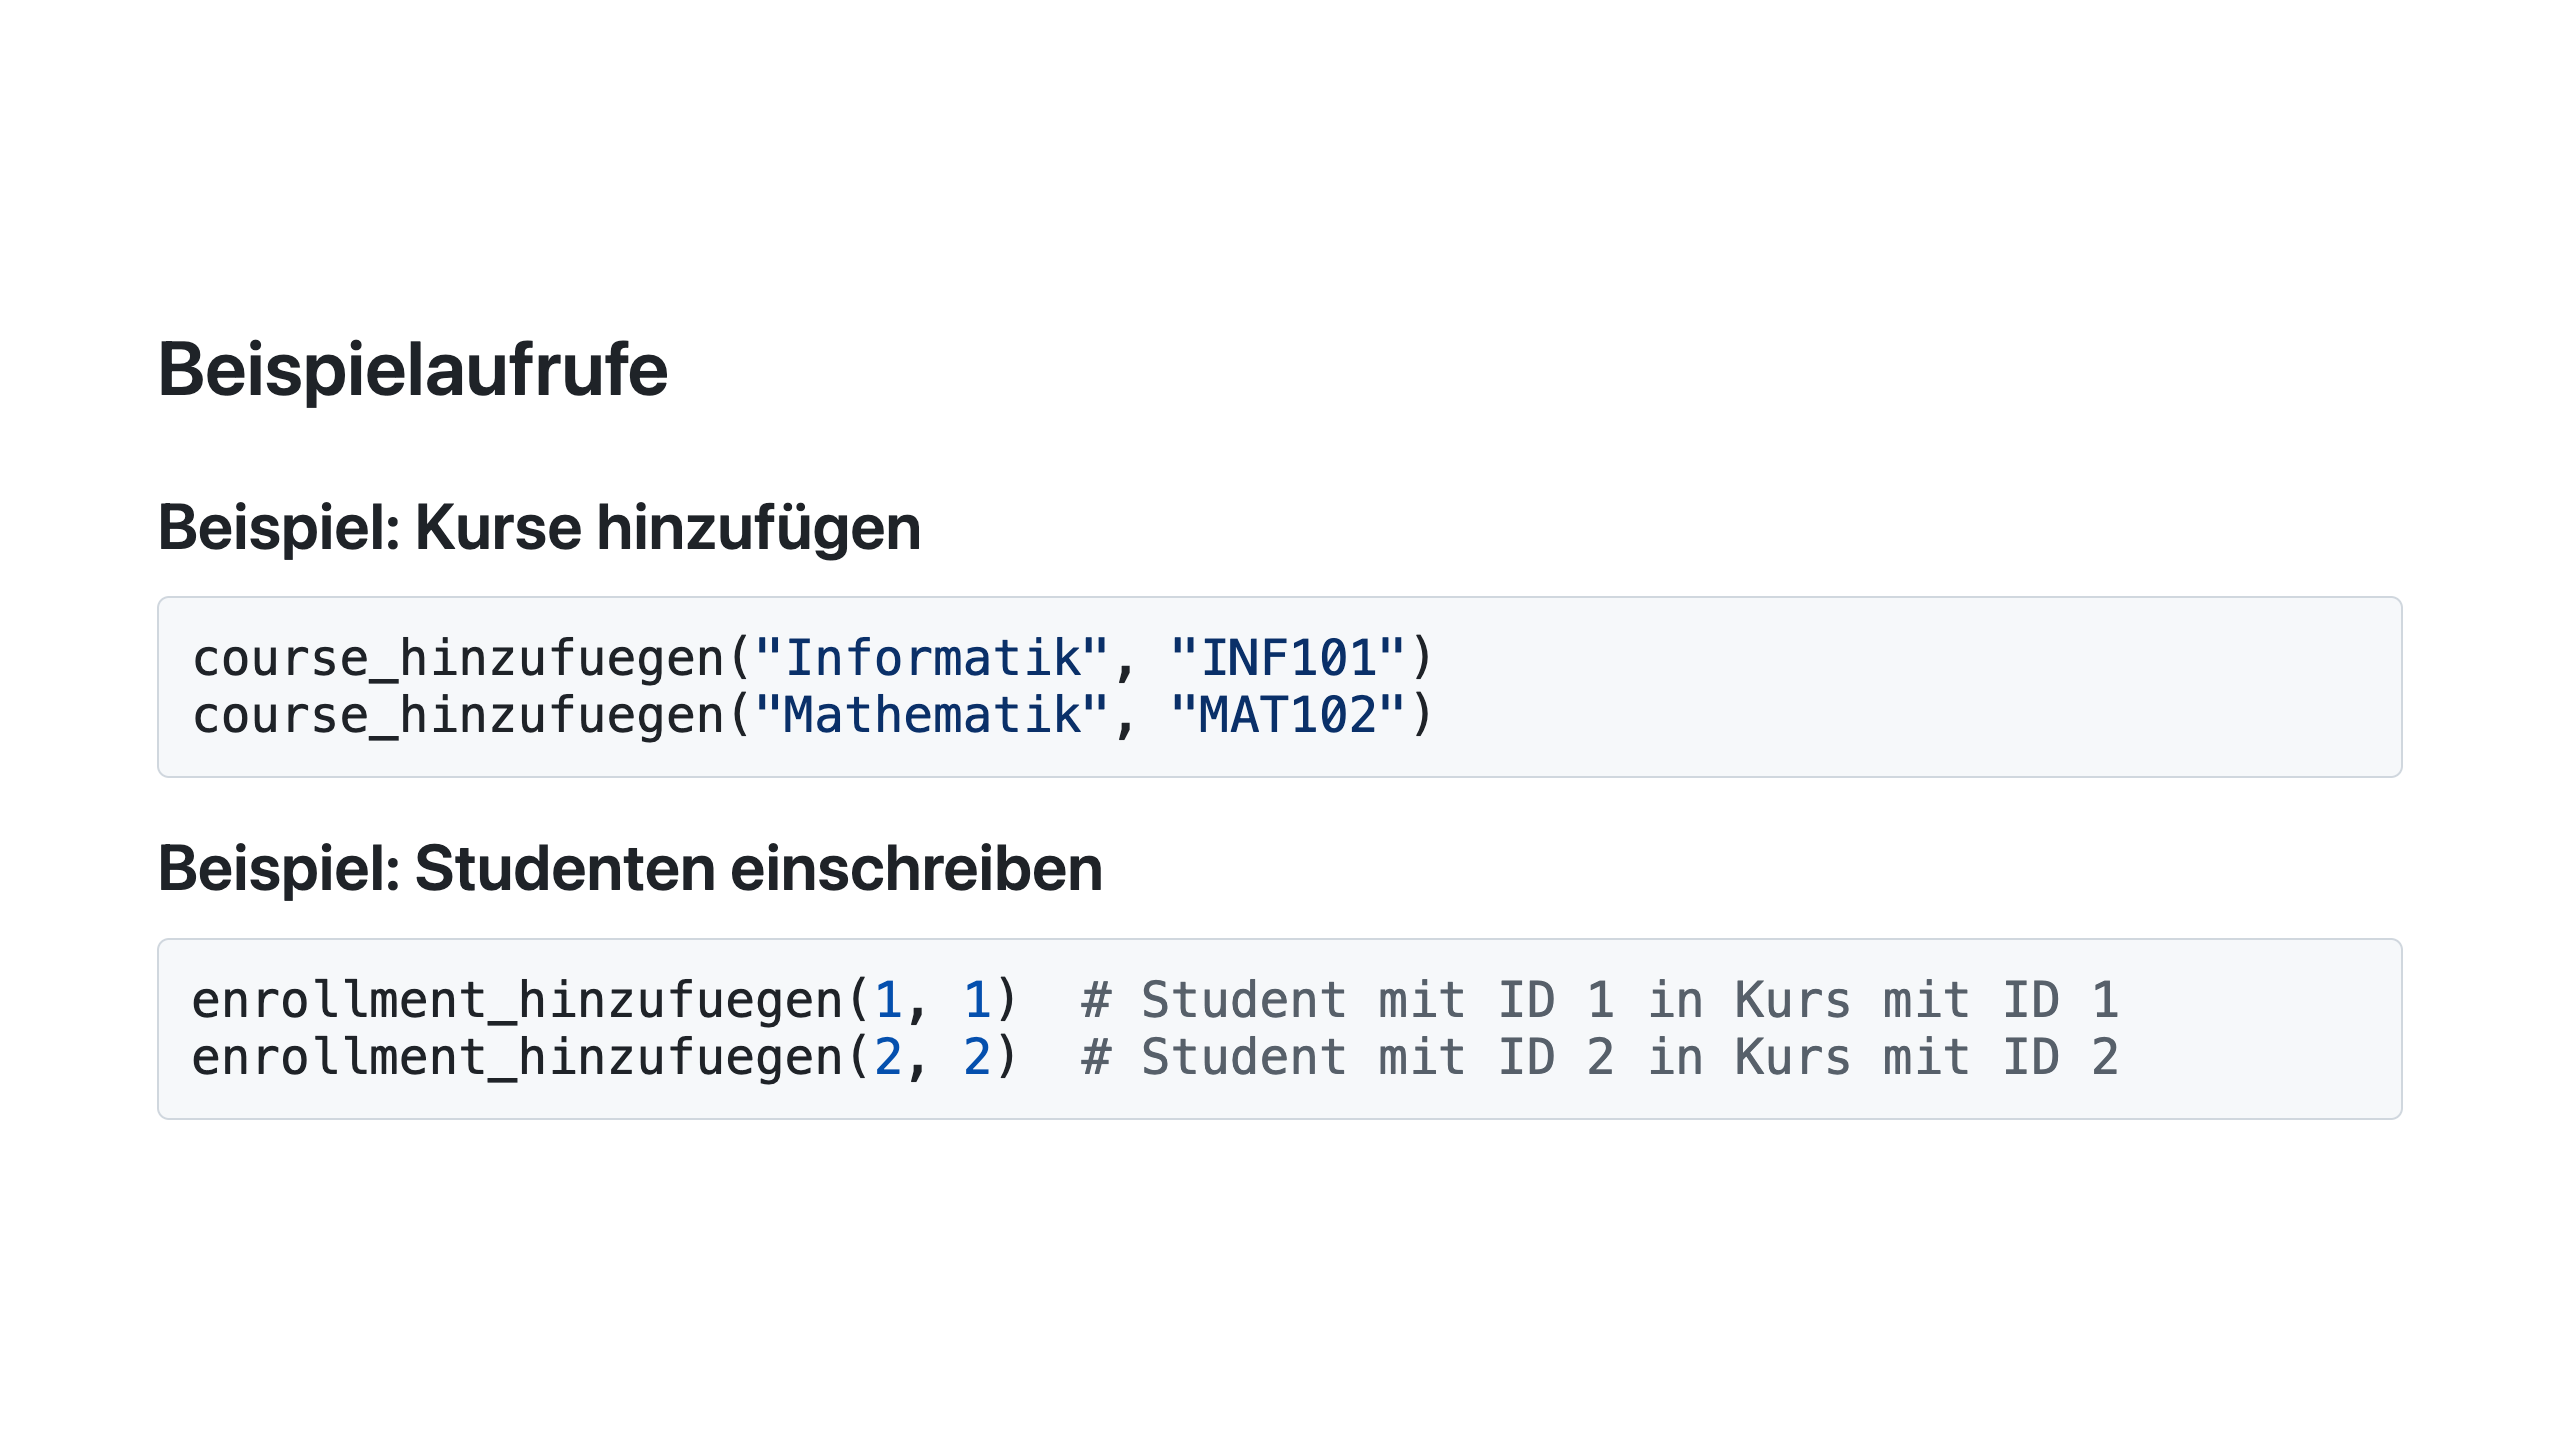 Beispielaufrufe
Beispiel: Kurse hinzufügen
course_hinzufuegen("Informatik", "INF101")
course_hinzufuegen("Mathematik", "MAT102")
Beispiel: Studenten einschreiben
enrollment_hinzufuegen(1, 1)  # Student mit ID 1 in Kurs mit ID 1
enrollment_hinzufuegen(2, 2)  # Student mit ID 2 in Kurs mit ID 2